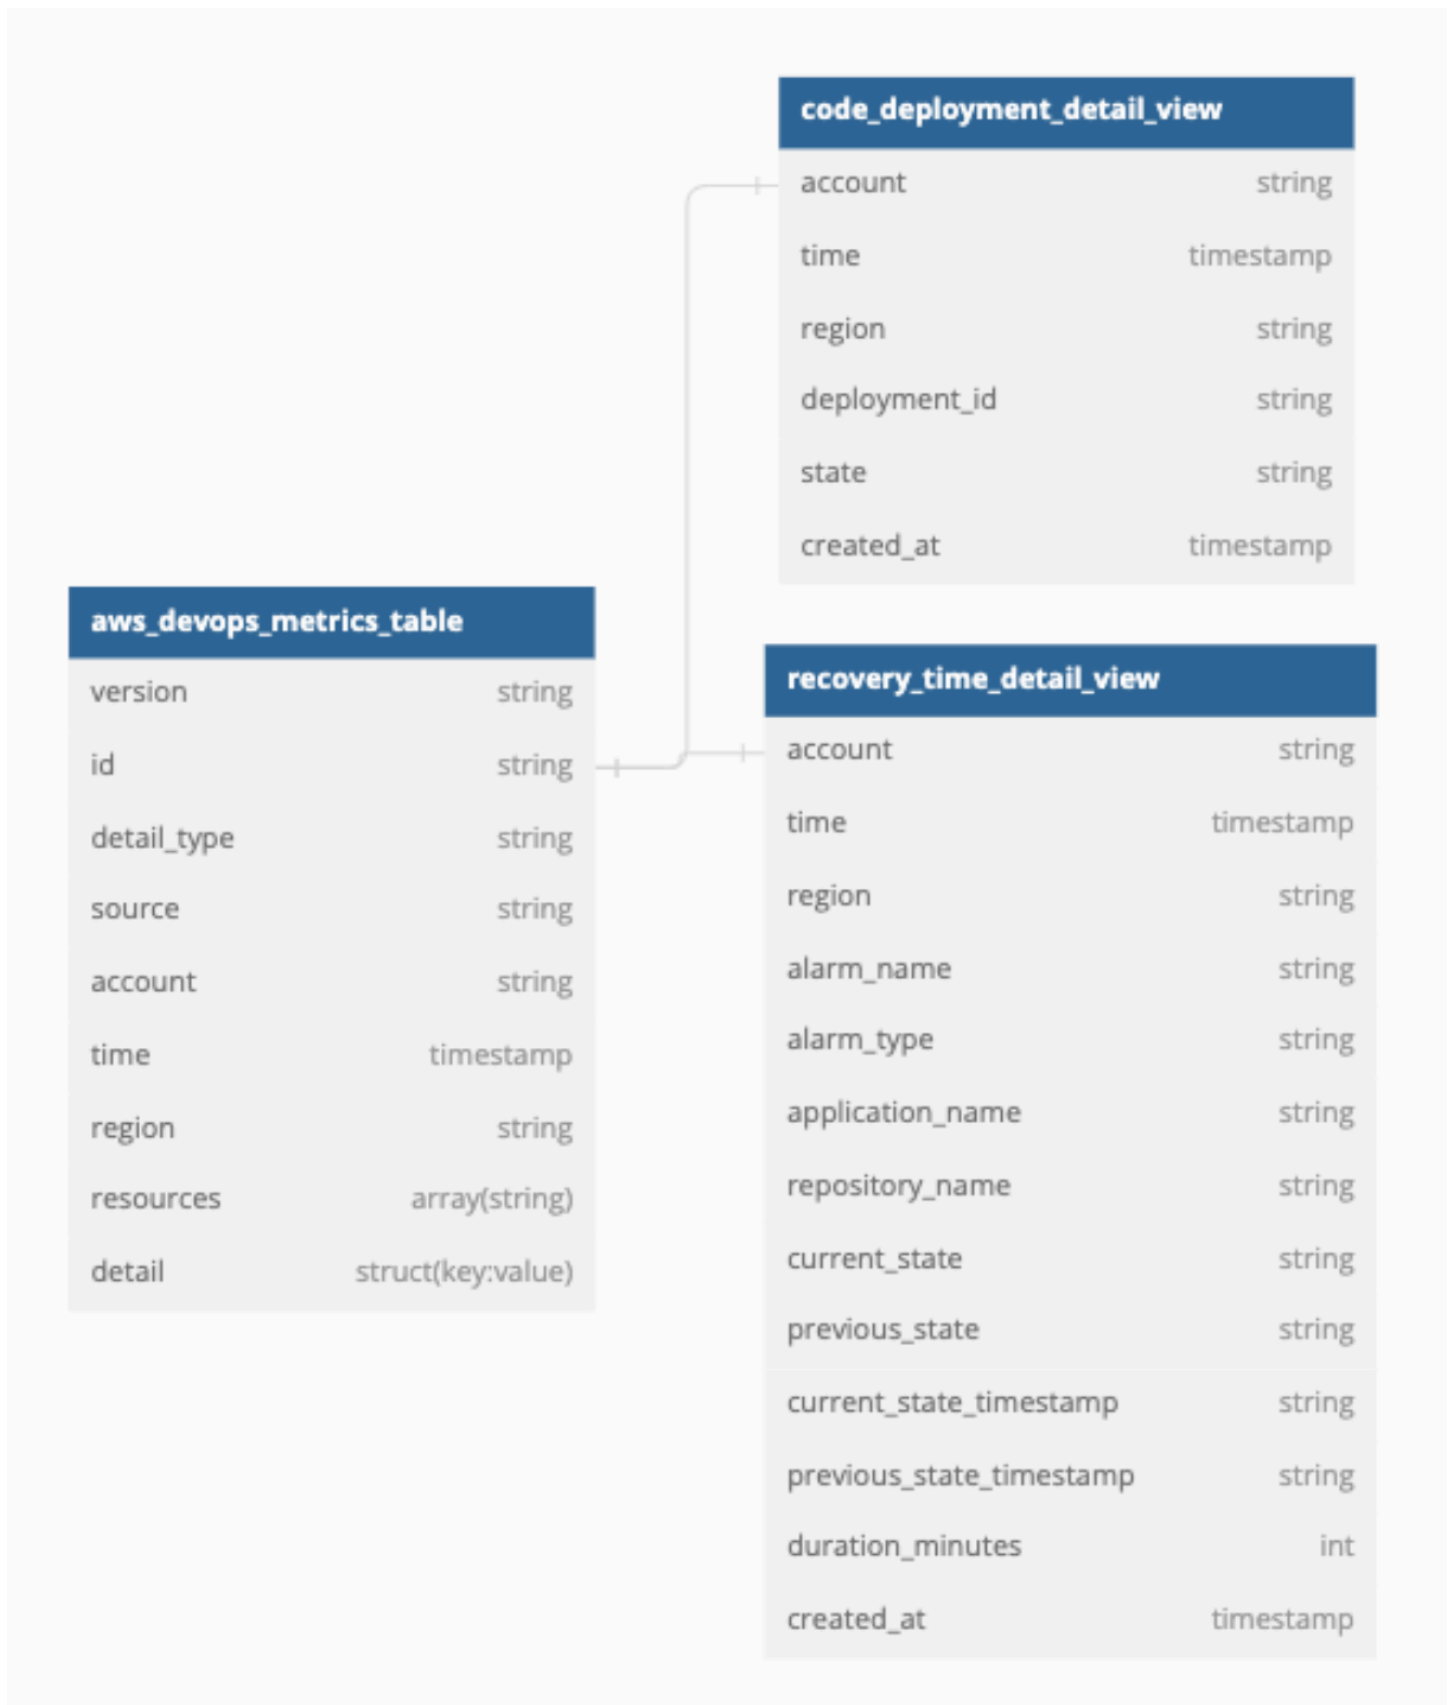 code_deployment_detail_view
account string
time timestamp
region string
deployment_id string
state string
created_at timestamp
aws_devops_metrics_table
version string
id string
detail_type string
source string
account string
time timestamp
region string
resources array(string)
detail struct(key:value)
recovery_time_detail_view
account string
time timestamp
region string
alarm_name string
alarm_type string
application_name string
repository_name string
current_state string
previous_state string
current_state_timestamp string
previous_state_timestamp string
duration_minutes int
created_at timestamp